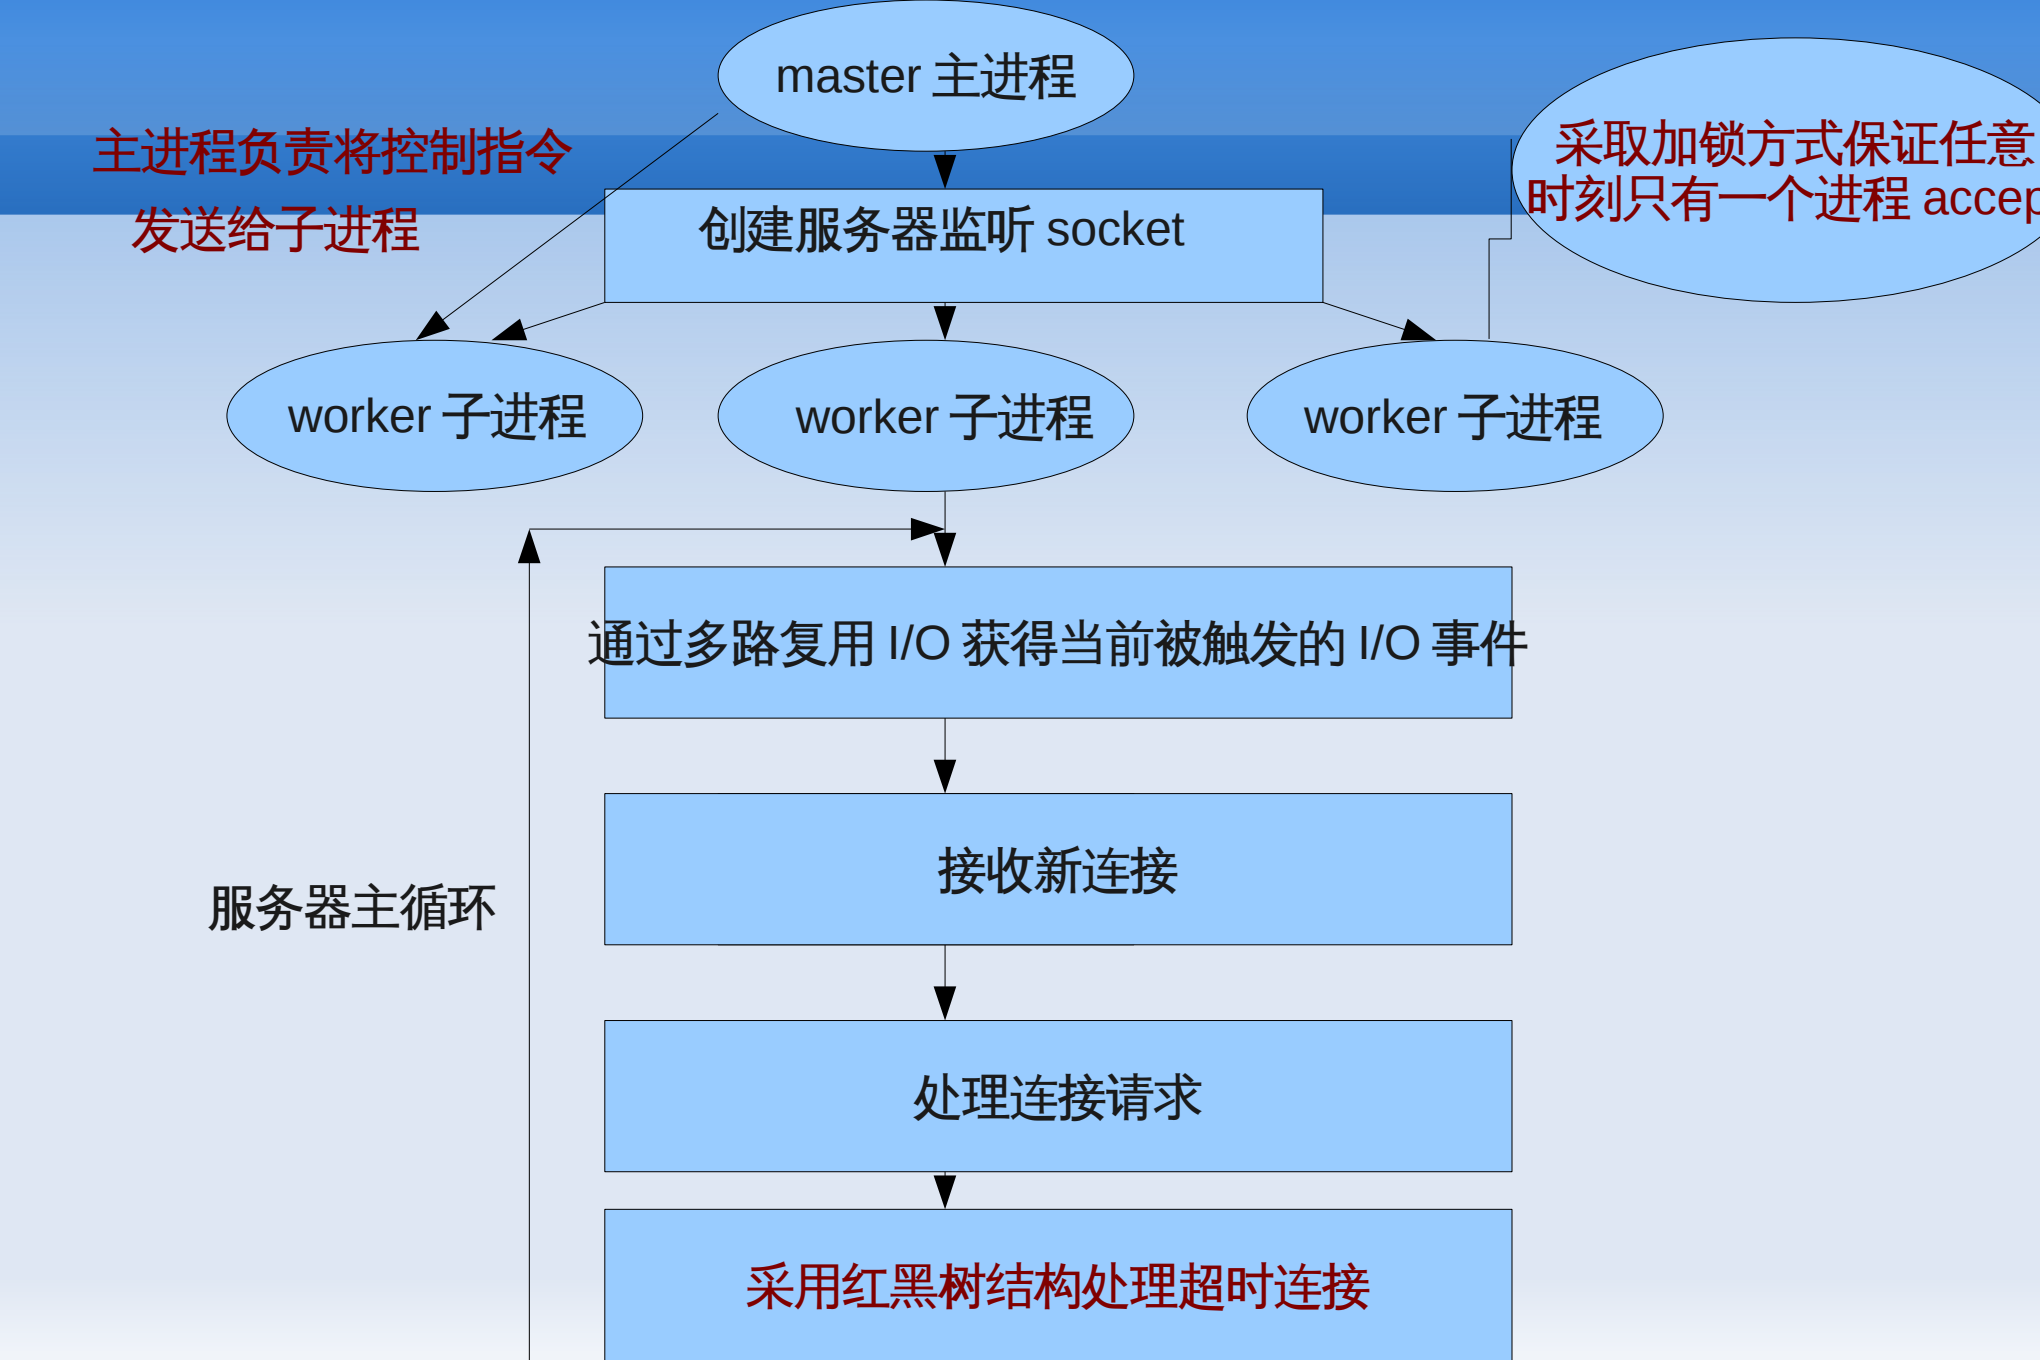 master 主进程
主进程负责将控制指令
发送给子进程
采取加锁方式保证任意
时刻只有一个进程
创建服务器监听 socket
worker 子进程
worker 子进程
worker 子进程
通过多路复用 I/O 获得当前被触发的 I/O 事件
接收新连接
服务器主循环
处理连接请求
采用红黑树结构处理超时连接